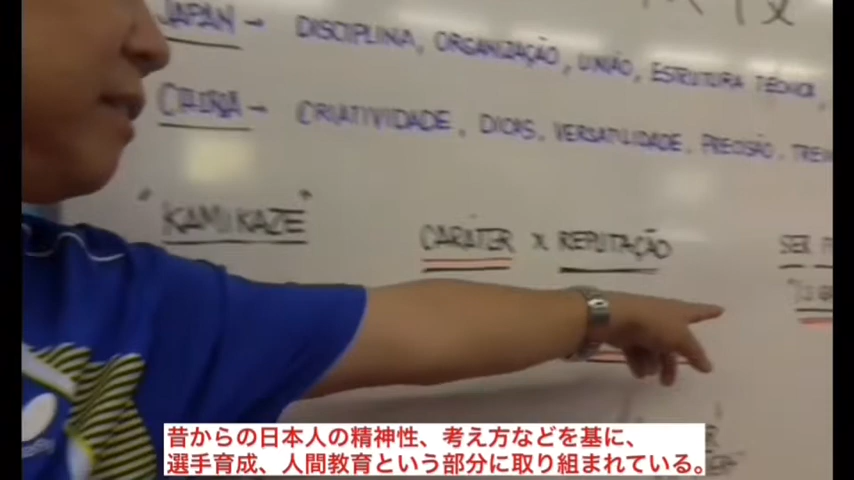 JAPAN → DISCIPLINA, ORGANIZAÇÃO, UNIÃO, ESTRUTURA TÉCNICA,
CHINA → CRIATIVIDADE, DICAS, VERSATILIDADE, PRECISÃO,
"KAMIKAZE"
CARÁTER x REPUTAÇÃO
SER
昔からの日本人の精神性、考え方などを基に、
選手育成、人間教育という部分に取り組まれている。